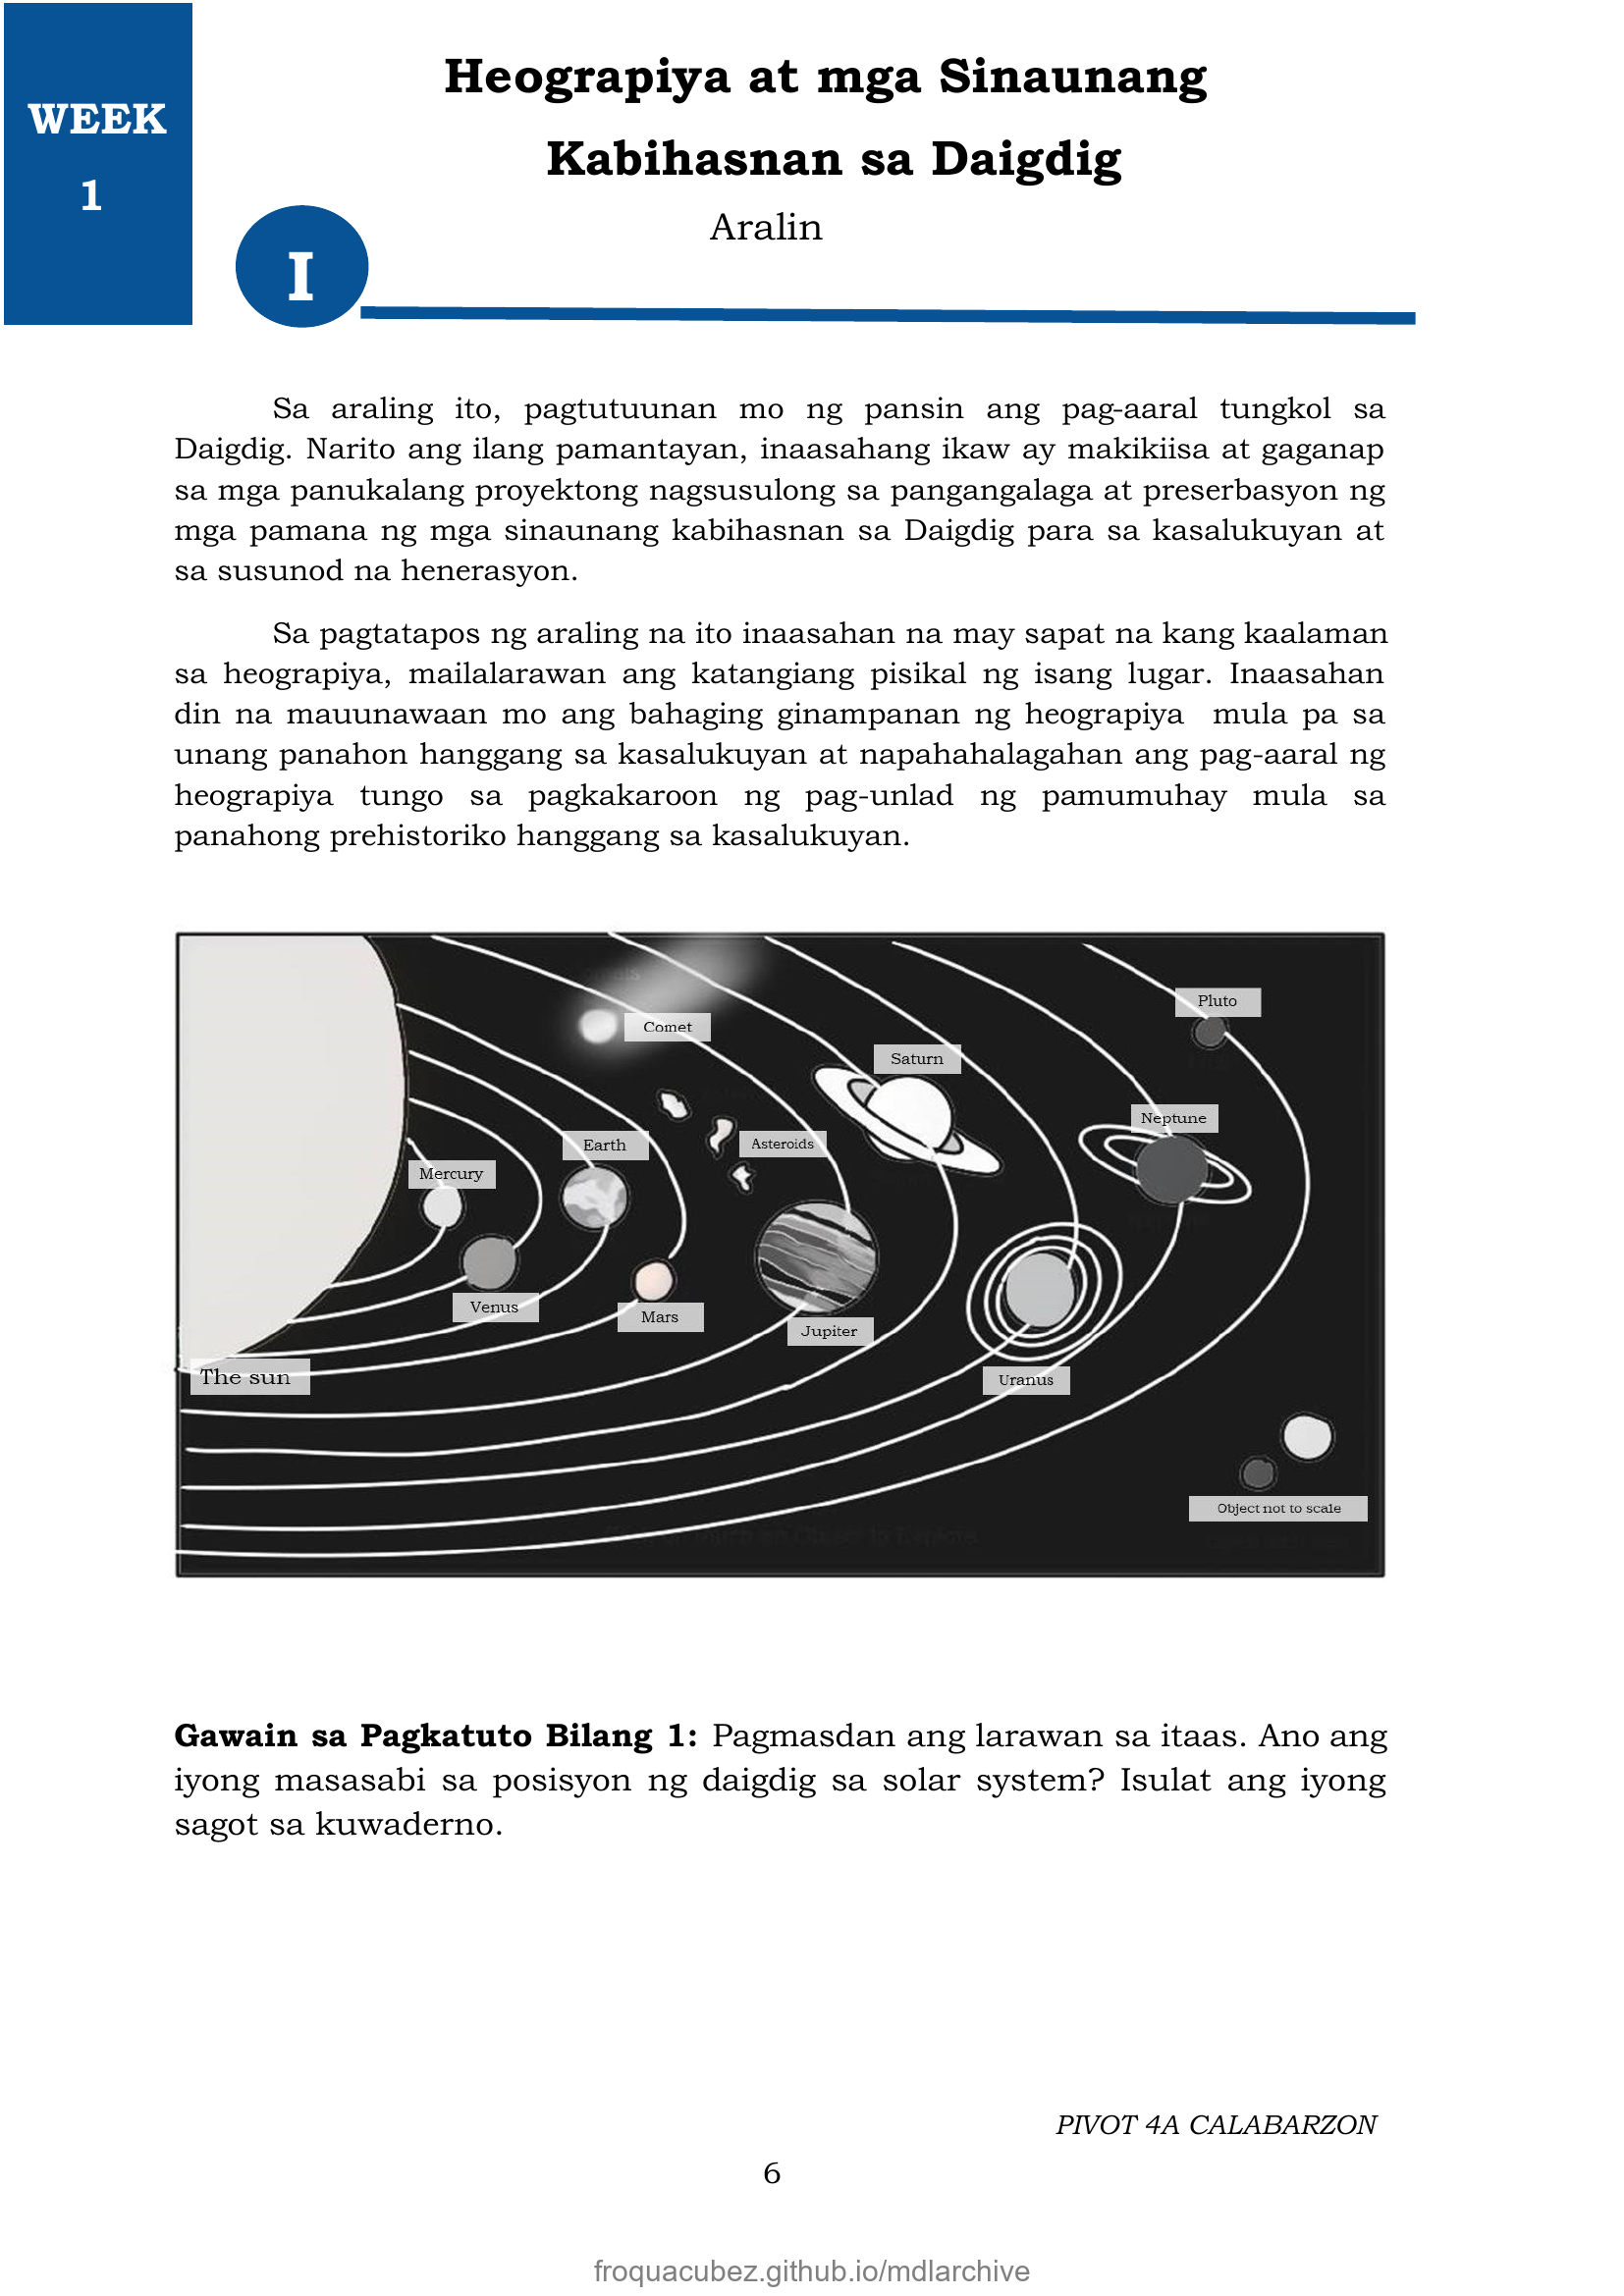 WEEK
1
Heograpiya at mga Sinaunang
Kabihasnan sa Daigdig
Aralin
I
Sa araling ito, pagtutuunan mo ng pansin ang pag-aaral tungkol sa
Daigdig. Narito ang ilang pamantayan, inaasahang ikaw ay makikiisa at gaganap
sa mga panukalang proyektong nagsusulong sa pangangalaga at preserbasyon ng
mga pamana ng mga sinaunang kabihasnan sa Daigdig para sa kasalukuyan at
sa susunod na henerasyon.
Sa pagtatapos ng araling na ito inaasahan na may sapat na kang kaalaman
sa heograpiya, mailalarawan ang katangiang pisikal ng isang lugar. Inaasahan
din na mauunawaan mo ang bahaging ginampanan ng heograpiya mula pa sa
unang panahon hanggang sa kasalukuyan at napahahalagahan ang pag-aaral ng
heograpiya tungo sa pagkakaroon ng pag-unlad ng pamumuhay mula sa
panahong prehistoriko hanggang sa kasalukuyan.
Pluto
Comet
Saturn
Neptune
Asteroids
Earth
Mercury
Venus
Mars
Jupiter
The sun
Uranus
Object not to scale
Gawain sa Pagkatuto Bilang 1: Pagmasdan ang larawan sa itaas. Ano ang
iyong masasabi sa posisyon ng daigdig sa solar system? Isulat ang iyong
sagot sa kuwaderno.
PIVOT 4A CALABARZON
6
froquacubez.github.io/mdlarchive